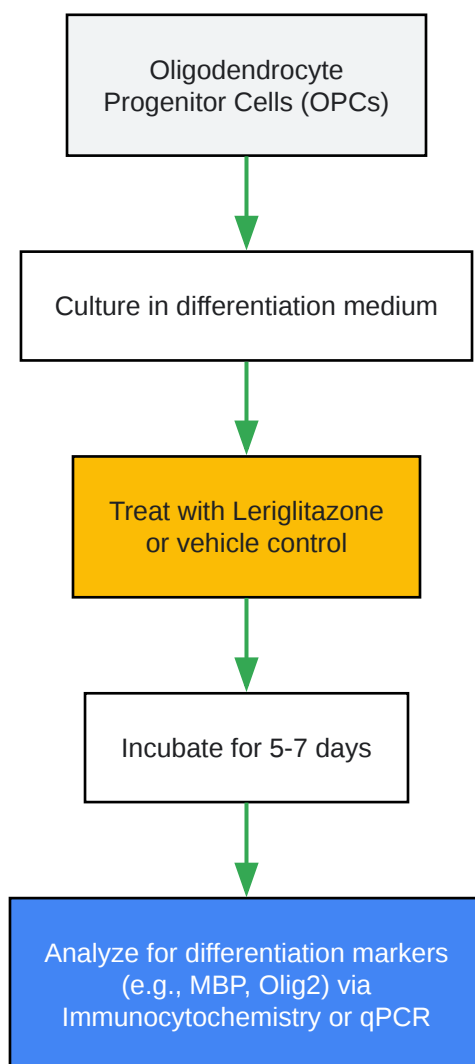 Oligodendrocyte
Progenitor Cells (OPCs)
Culture in differentiation medium
Treat with Leriglitazone
or vehicle control
Incubate for 5-7 days
Analyze for differentiation markers
(e.g., MBP, Olig2) via
Immunocytochemistry or qPCR